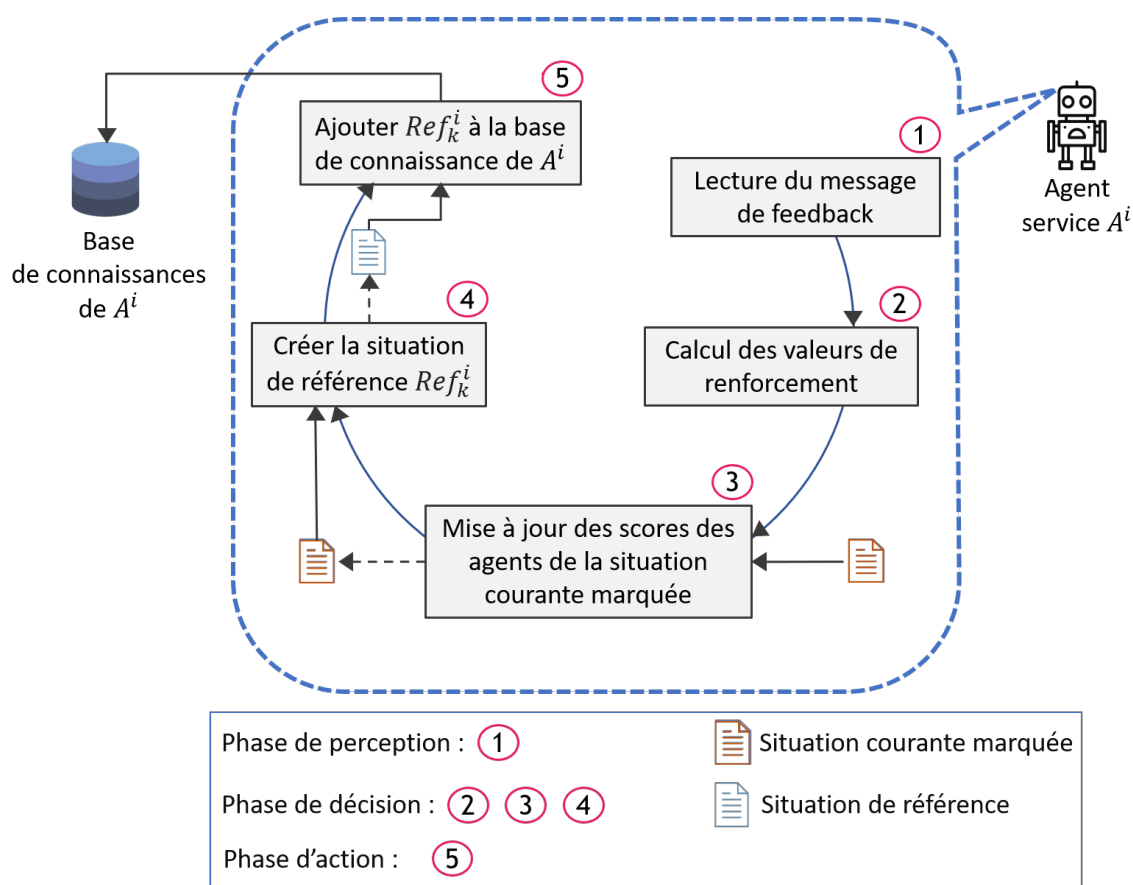 5
Ajouter Ref_k^i à la base
de connaissance de A^i
1
Lecture du message
de feedback
Agent
service A^i
Base
de connaissances
de A^i
4
Créer la situation
de référence Ref_k^i
2
Calcul des valeurs de
renforcement
3
Mise à jour des scores des
agents de la situation
courante marquée
Phase de perception : 1
Situation courante marquée
Phase de décision : 2 3 4
Situation de référence
Phase d'action : 5